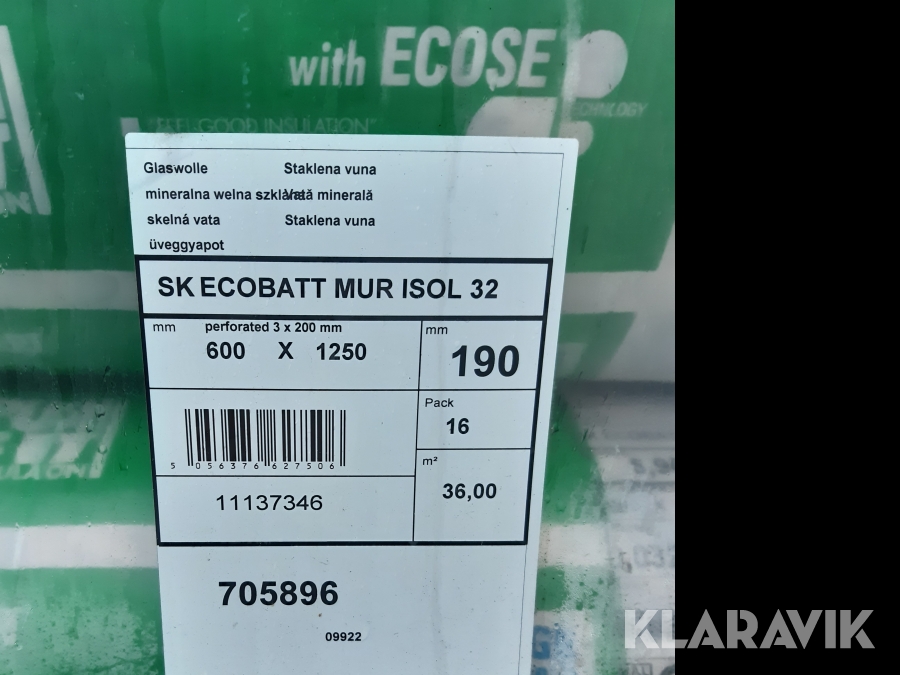 with ECOSE
TECHNOLOGY
"FEEL GOOD INSULATION"
Glaswolle Staklena vuna
mineralna welna szklana Vată minerală
skelná vata Staklena vuna
üveggyapot
SK ECOBATT MUR ISOL 32
mm perforated 3 x 200 mm mm
600 X 1250 190
Pack
16
5 056376 627506
m²
36,00
11137346
705896
09922
KLARAVIK